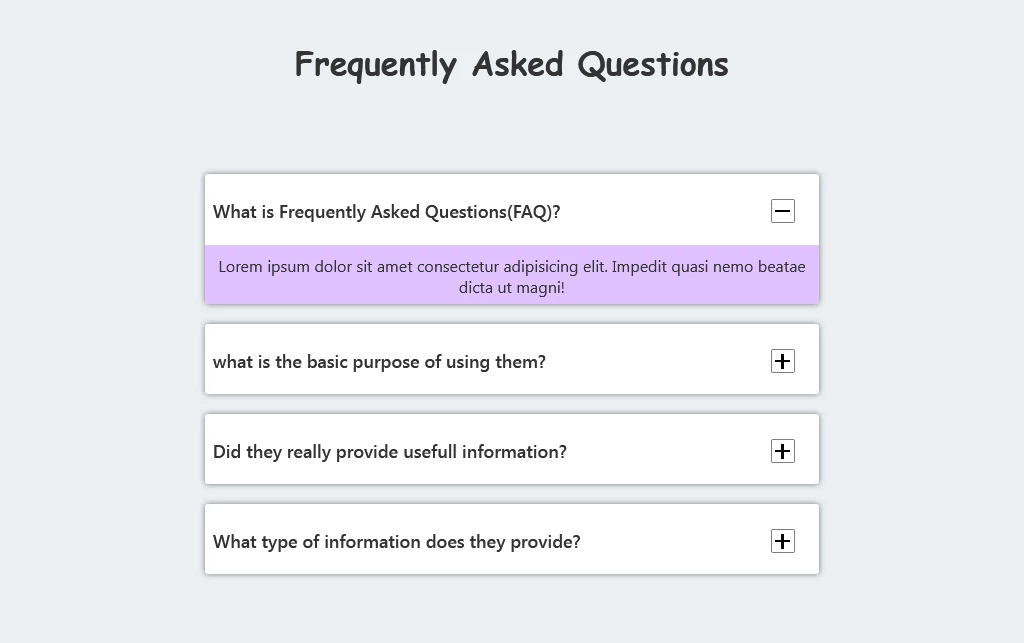 Frequently Asked Questions
What is Frequently Asked Questions(FAQ)?
Lorem ipsum dolor sit amet consectetur adipisicing elit. Impedit quasi nemo beatae
dicta ut magni!
what is the basic purpose of using them?
Did they really provide usefull information?
What type of information does they provide?